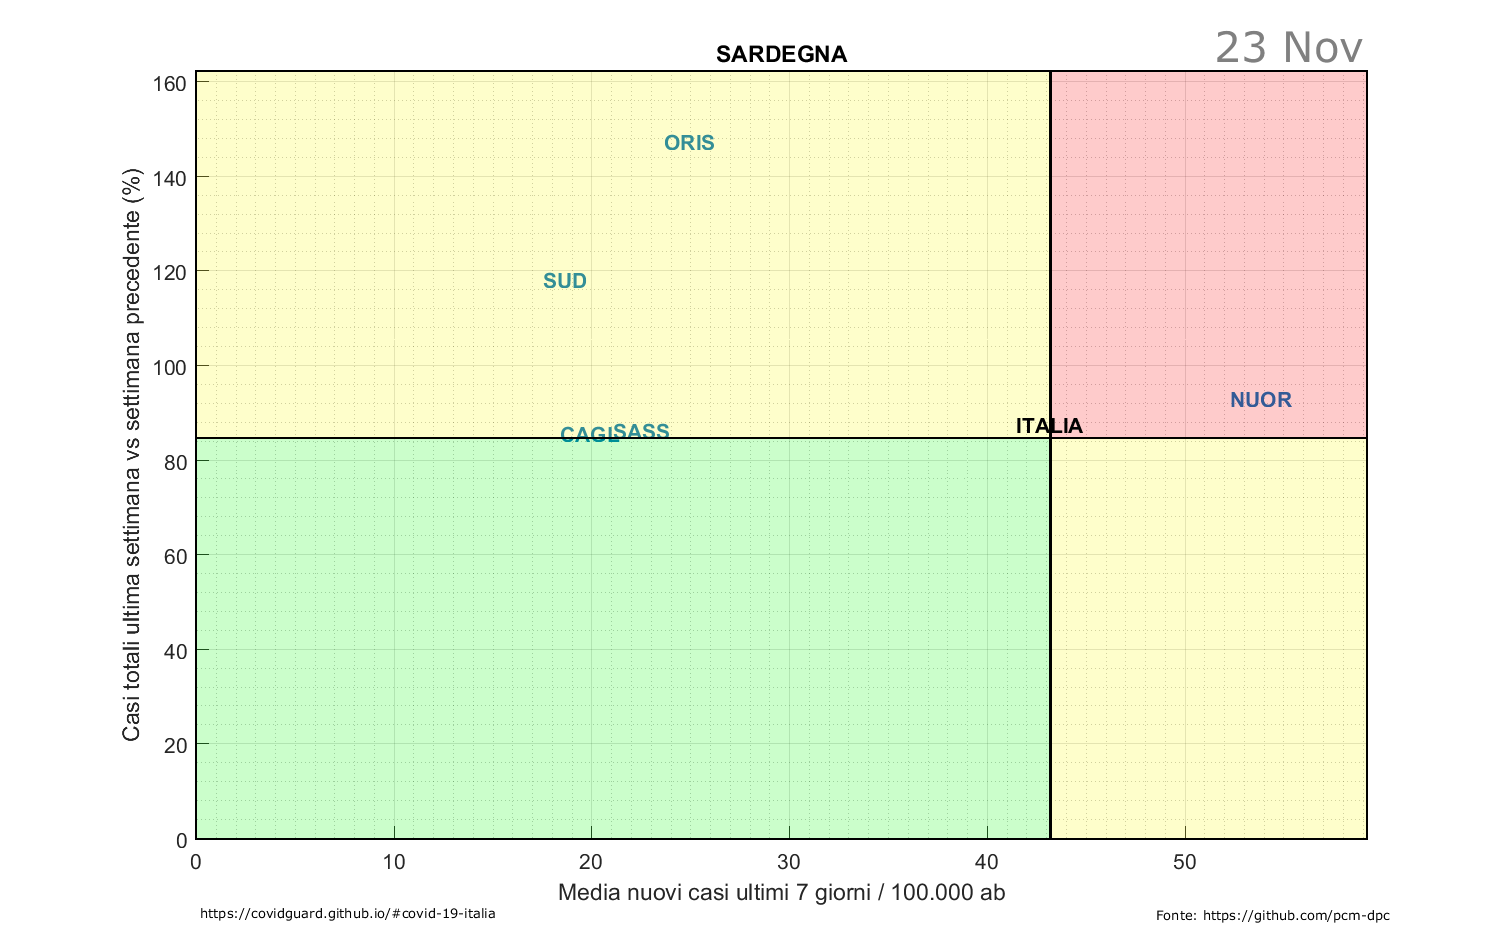 23 Nov
SARDEGNA
160
140
120
100
80
60
40
20
0
Casi totali ultima settimana vs settimana precedente (%)
ORIS
SUD
NUOR
ITALIA
CAGL
SASS
0 10 20 30 40 50
Media nuovi casi ultimi 7 giorni / 100.000 ab
https://covidguard.github.io/#covid-19-italia
Fonte: https://github.com/pcm-dpc